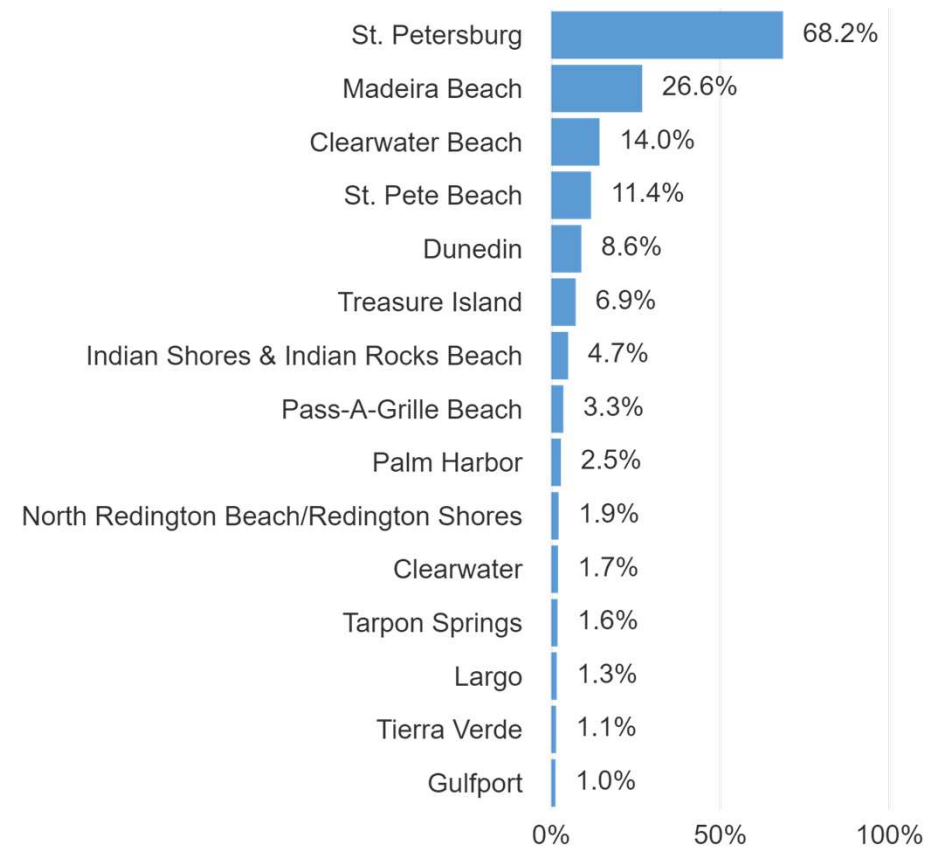 St. Petersburg 68.2%
Madeira Beach 26.6%
Clearwater Beach 14.0%
St. Pete Beach 11.4%
Dunedin 8.6%
Treasure Island 6.9%
Indian Shores & Indian Rocks Beach 4.7%
Pass-A-Grille Beach 3.3%
Palm Harbor 2.5%
North Redington Beach/Redington Shores 1.9%
Clearwater 1.7%
Tarpon Springs 1.6%
Largo 1.3%
Tierra Verde 1.1%
Gulfport 1.0%
0% 50% 100%